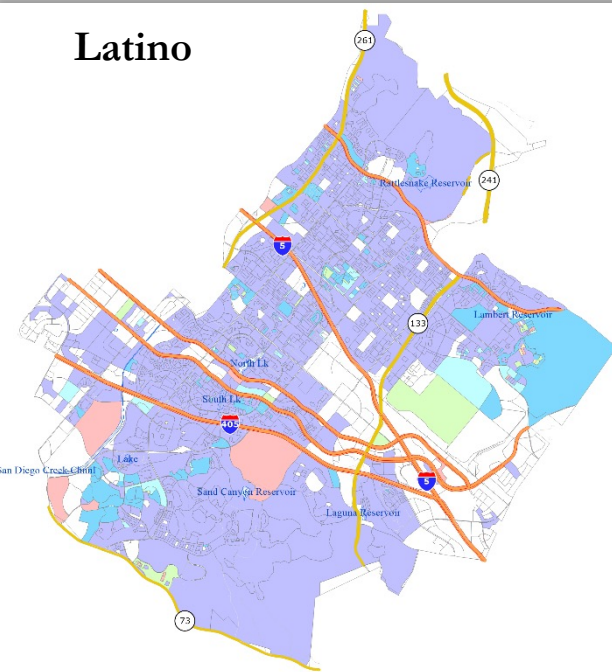 Latino
261
Rattlesnake Reservoir
241
5
Lambert Reservoir
133
North Lk
South Lk
405
Lake
San Diego Creek Chunl
Sand Canyon Reservoir
5
Laguna Reservoir
73